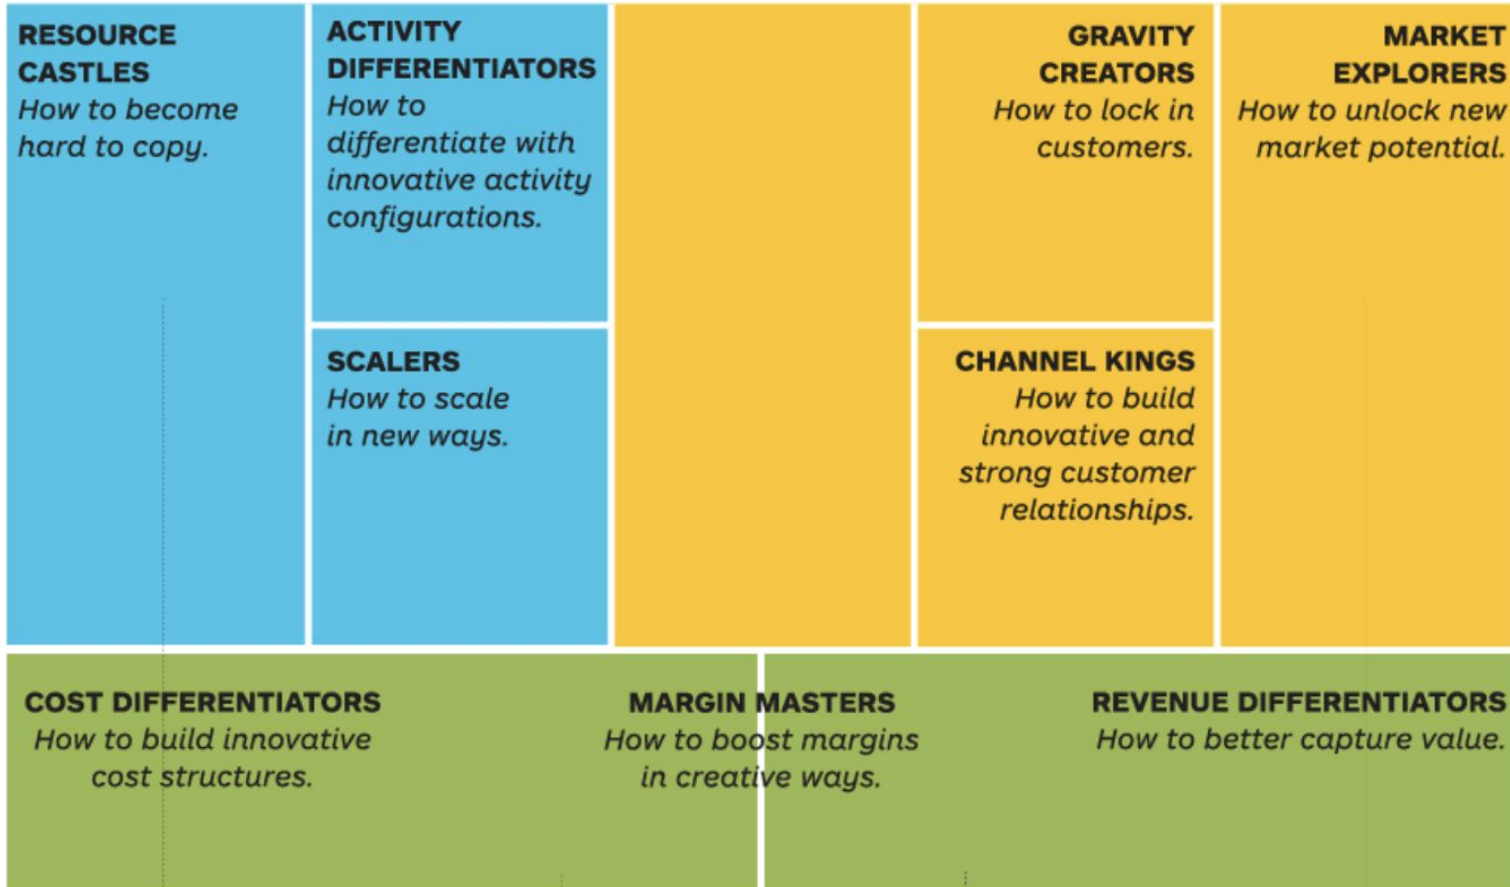 RESOURCE
CASTLES
How to become
hard to copy.
ACTIVITY
DIFFERENTIATORS
How to
differentiate with
innovative activity
configurations.
SCALERS
How to scale
in new ways.
GRAVITY
CREATORS
How to lock in
customers.
CHANNEL KINGS
How to build
innovative and
strong customer
relationships.
MARKET
EXPLORERS
How to unlock new
market potential.
COST DIFFERENTIATORS
How to build innovative
cost structures.
MARGIN MASTERS
How to boost margins
in creative ways.
REVENUE DIFFERENTIATORS
How to better capture value.